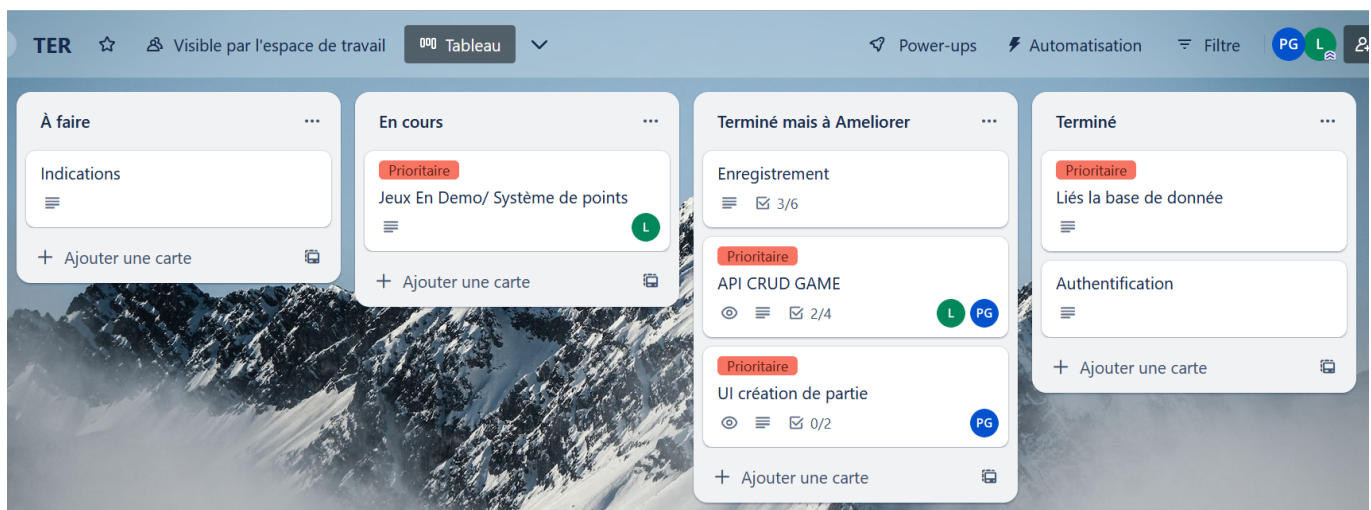 TER
Visible par l'espace de travail
Tableau
Power-ups
Automatisation
Filtre
PG
L
À faire
Indications
Ajouter une carte
En cours
Prioritaire
Jeux En Demo/ Système de points
L
Ajouter une carte
Terminé mais à Ameliorer
Enregistrement
3/6
Prioritaire
API CRUD GAME
2/4
L
PG
Prioritaire
UI création de partie
0/2
PG
Ajouter une carte
Terminé
Prioritaire
Liés la base de donnée
Authentification
Ajouter une carte